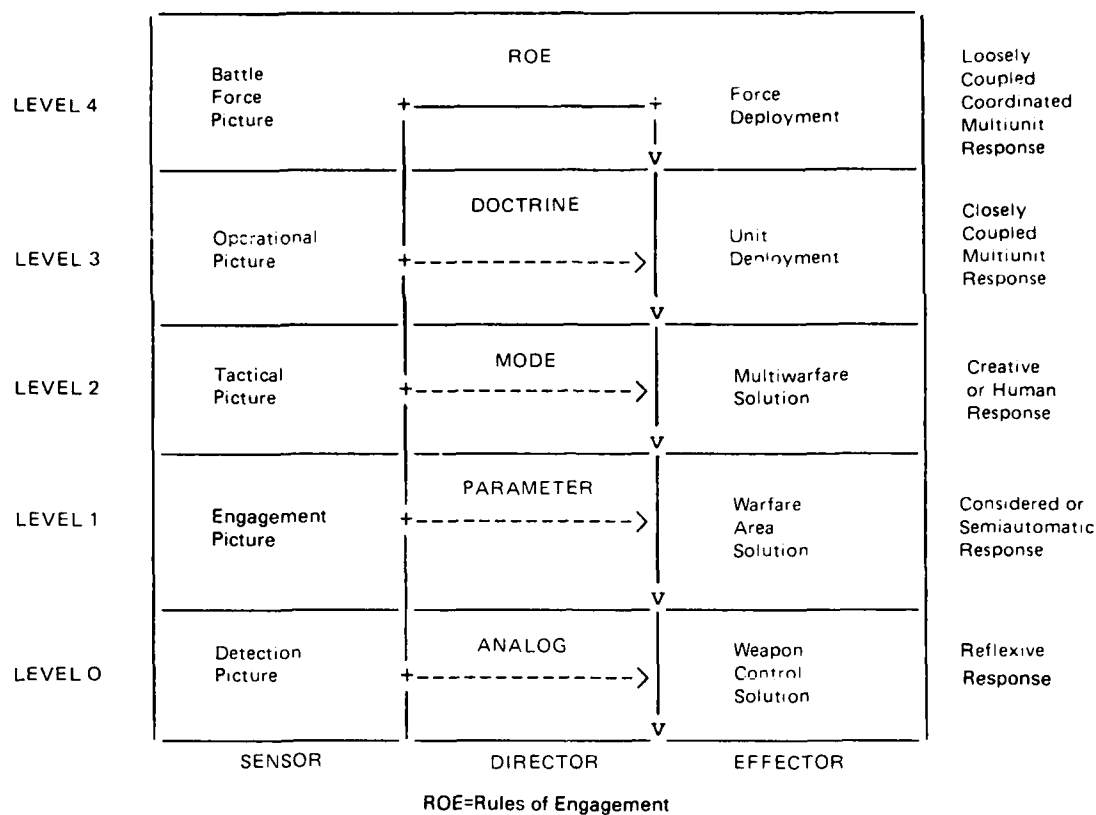 ROE
LEVEL 4
Battle
Force
Picture
Force
Deployment
Loosely
Coupled
Coordinated
Multiunit
Response
DOCTRINE
LEVEL 3
Operational
Picture
Unit
Deployment
Closely
Coupled
Multiunit
Response
MODE
LEVEL 2
Tactical
Picture
Multiwarfare
Solution
Creative
or Human
Response
PARAMETER
LEVEL 1
Engagement
Picture
Warfare
Area
Solution
Considered or
Semiautomatic
Response
ANALOG
LEVEL 0
Detection
Picture
Weapon
Control
Solution
Reflexive
Response
SENSOR
DIRECTOR
EFFECTOR
ROE=Rules of Engagement